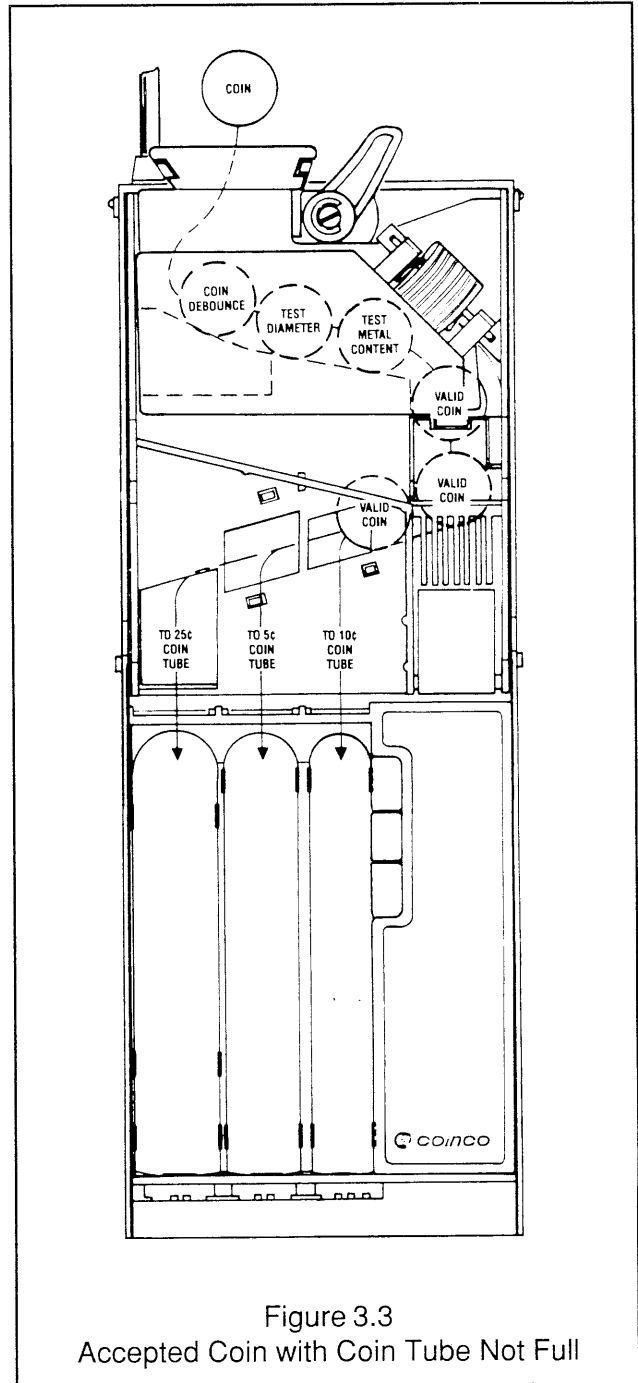 COIN
COIN
DEBOUNCE
TEST
DIAMETER
TEST
METAL
CONTENT
VALID
COIN
VALID
COIN
VALID
COIN
TO 25¢
COIN
TUBE
TO 5¢
COIN
TUBE
TO 10¢
COIN
TUBE
COINCO
Figure 3.3
Accepted Coin with Coin Tube Not Full